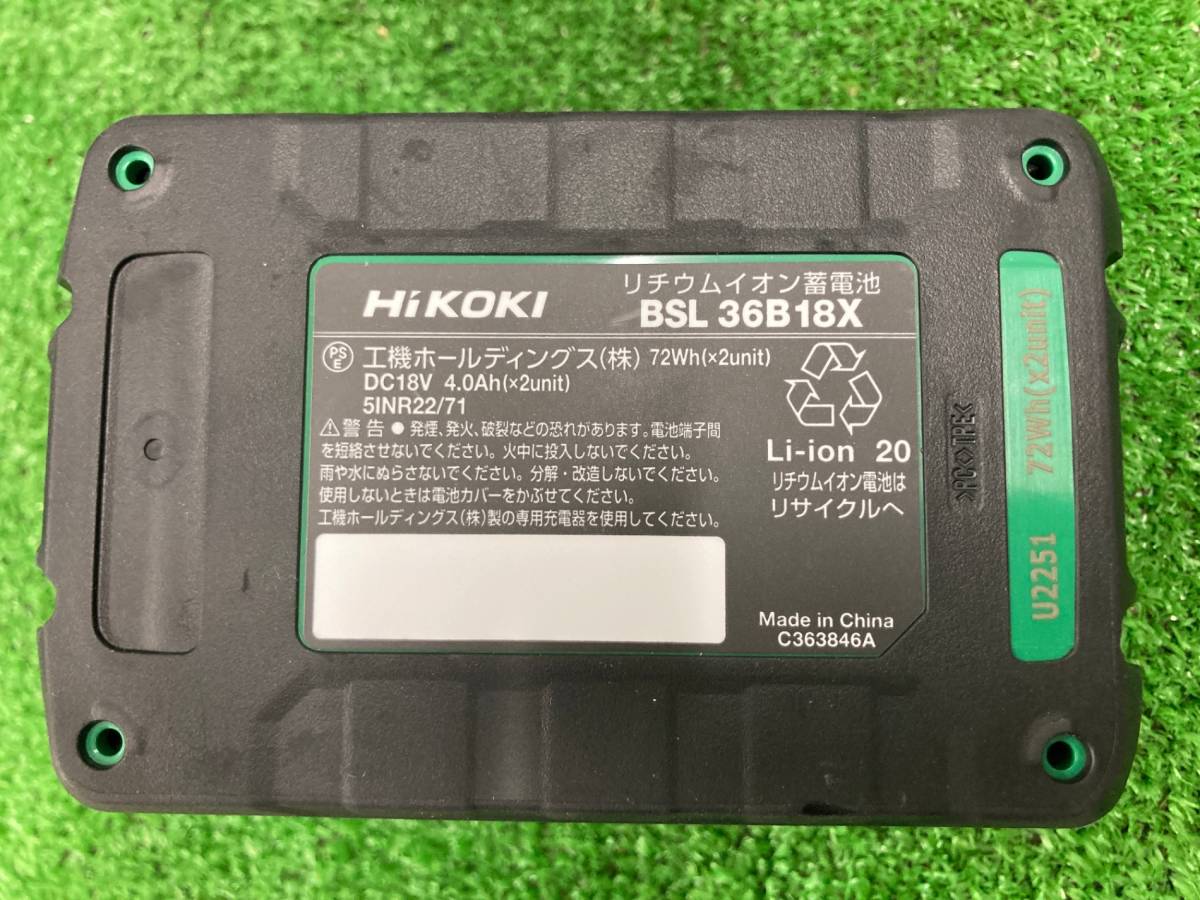 HiKOKI
リチウムイオン蓄電池
BSL 36B18X
PS
E
工機ホールディングス(株) 72Wh(×2unit)
DC18V 4.0Ah(×2unit)
5INR22/71
⚠警告 ● 発煙、発火、破裂などの恐れがあります。電池端子間
を短絡させないでください。火中に投入しないでください。
雨や水にぬらさないでください。分解・改造しないでください。
使用しないときは電池カバーをかぶせてください。
工機ホールディングス(株)製の専用充電器を使用してください。
Li-ion 20
リチウムイオン電池は
リサイクルへ
Made in China
C363846A
>PC<>TPE<
U2251 72Wh(x2unit)